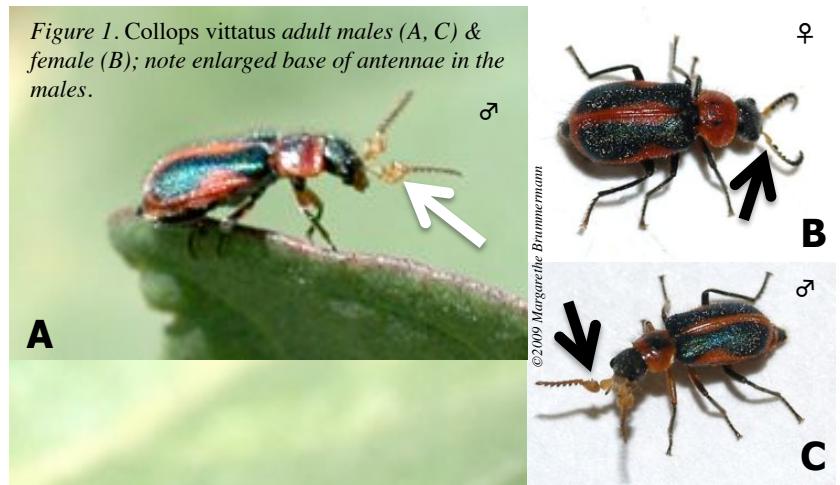 Figure 1. Collops vittatus adult males (A, C) &
female (B); note enlarged base of antennae in the
males.
♂
A
♀
B
©2009 Margarethe Brummermann
♂
C